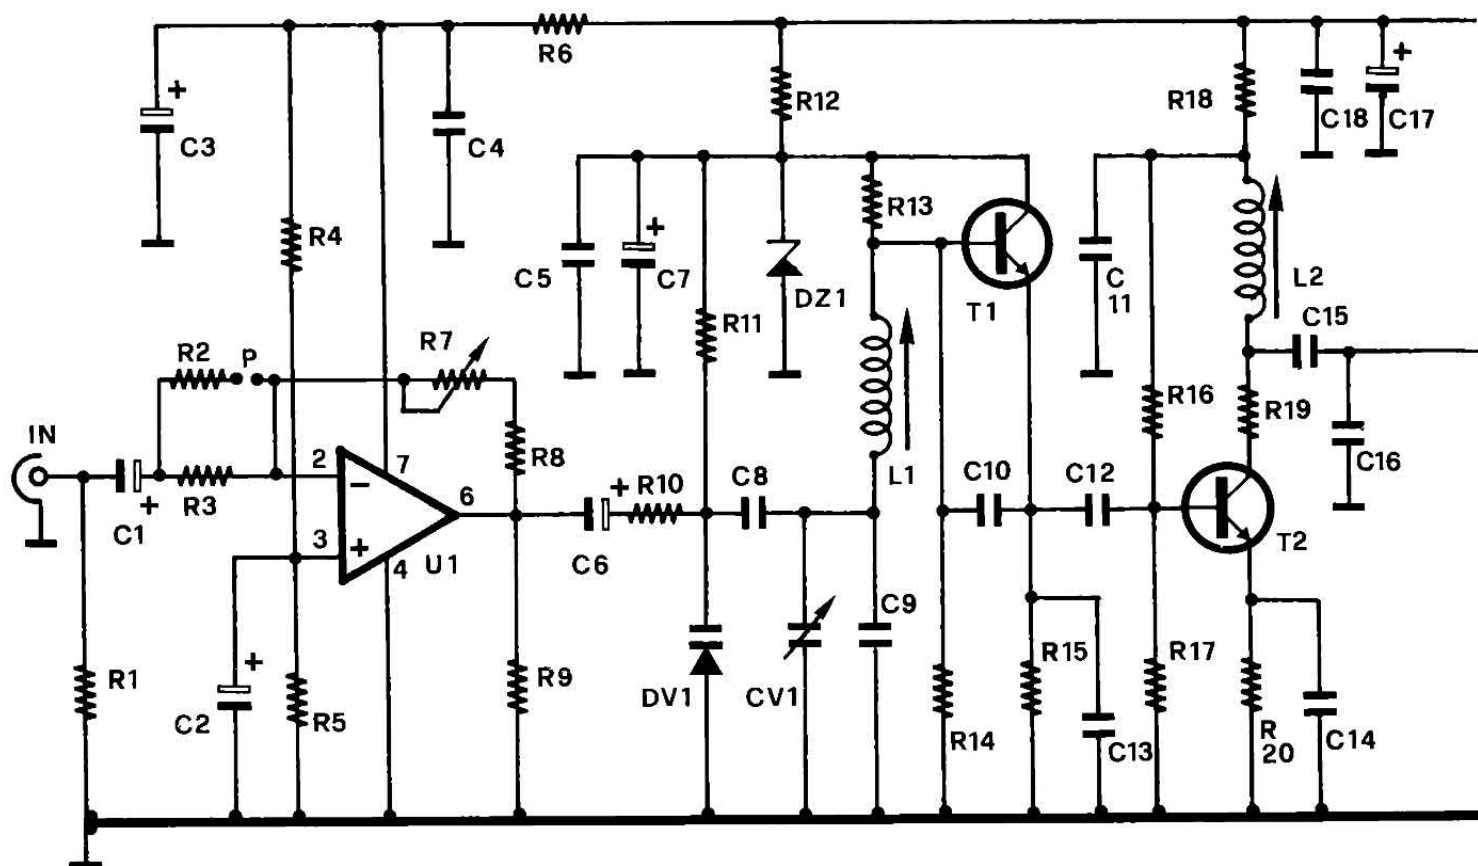 R6
+
C3
C4
R12
R18
C18
+
C17
R4
C5
+
C7
R11
DZ1
R13
T1
C
11
L2
C15
R2
P
R7
IN
C1
+
R3
2
7
−
6
3
+
4
U1
R8
C6
+
R10
C8
L1
C10
C12
R16
R19
C16
T2
R1
+
C2
R5
R9
DV1
CV1
C9
R14
R15
C13
R17
R
20
C14